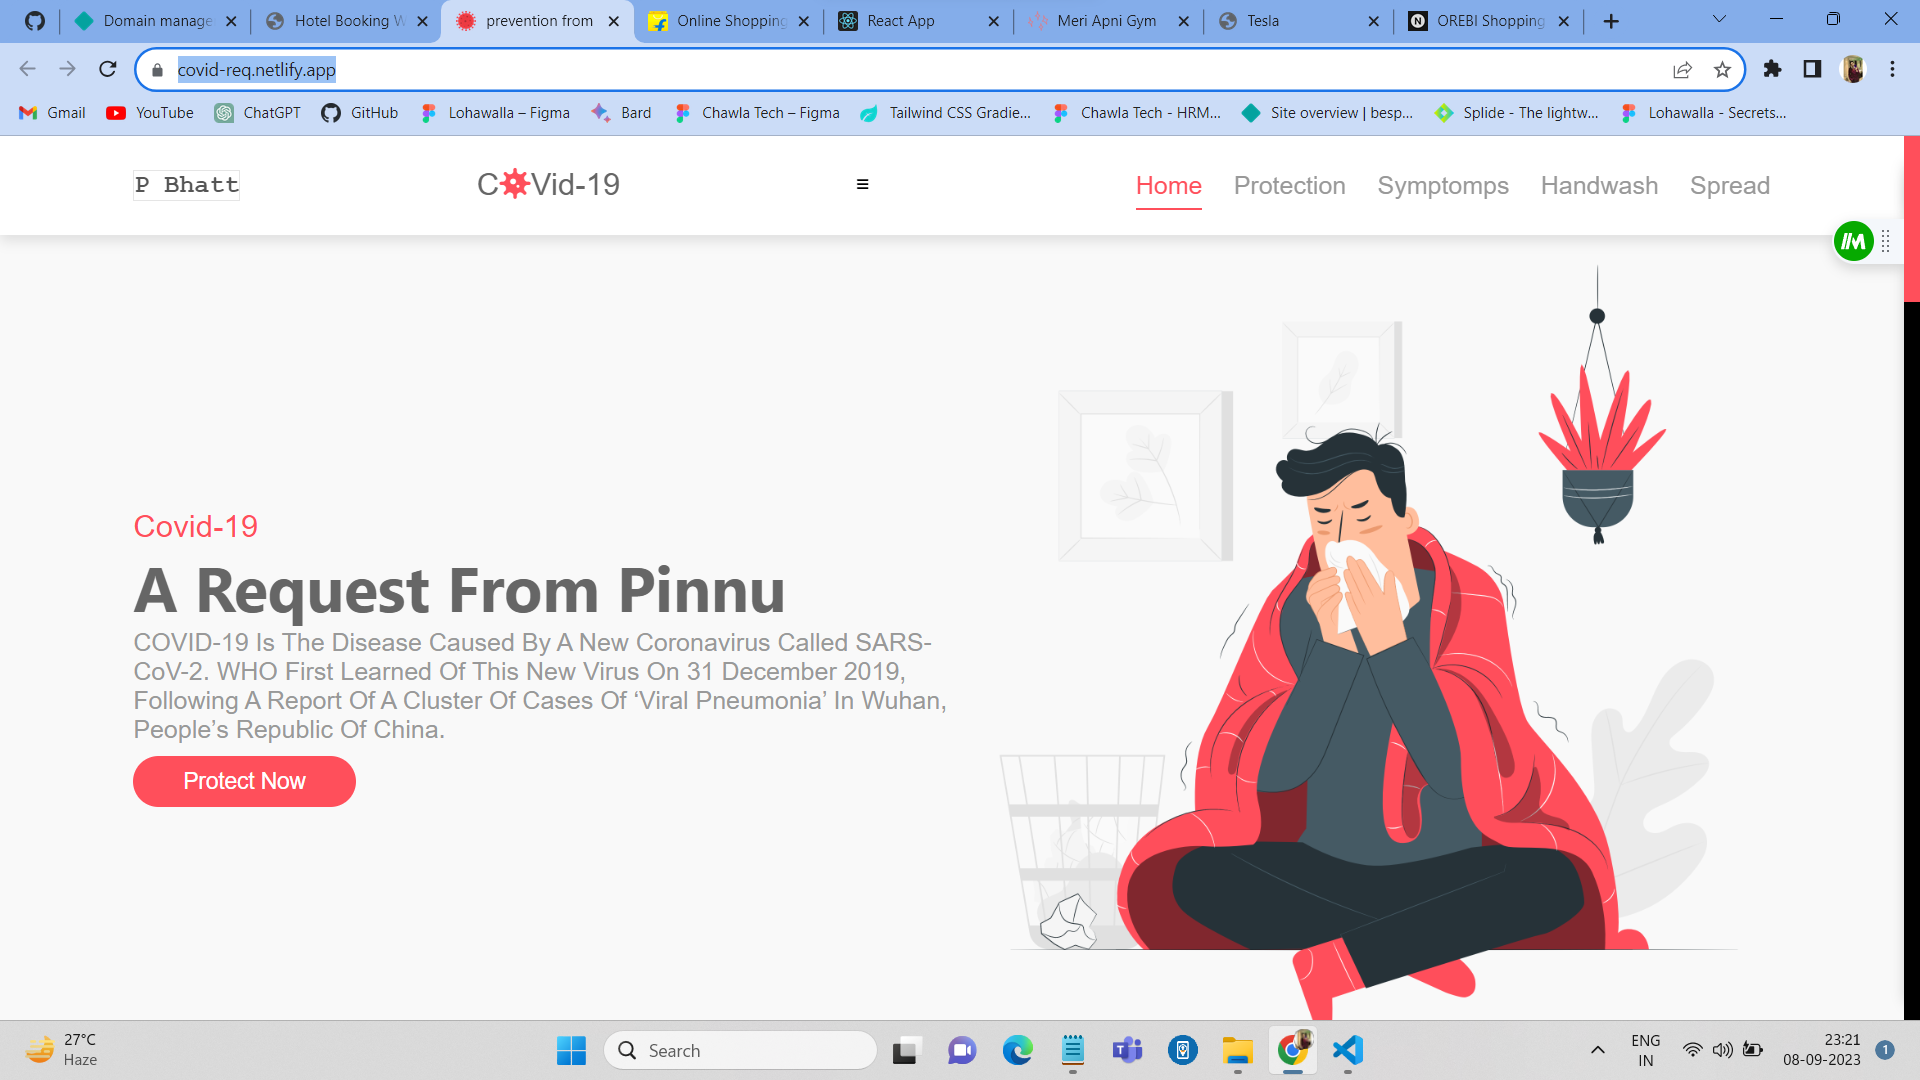 Domain manage
Hotel Booking W
prevention from
Online Shopping
React App
Meri Apni Gym
Tesla
OREBI Shopping
covid-req.netlify.app
Gmail
YouTube
ChatGPT
GitHub
Lohawalla – Figma
Bard
Chawla Tech – Figma
Tailwind CSS Gradie...
Chawla Tech - HRM...
Site overview | besp...
Splide - The lightw...
Lohawalla - Secrets...
P Bhatt
COVid-19
Home
Protection
Symptomps
Handwash
Spread
Covid-19
A Request From Pinnu
COVID-19 Is The Disease Caused By A New Coronavirus Called SARS-
CoV-2. WHO First Learned Of This New Virus On 31 December 2019,
Following A Report Of A Cluster Of Cases Of ‘Viral Pneumonia’ In Wuhan,
People’s Republic Of China.
Protect Now
27°C
Haze
Search
ENG
IN
23:21
08-09-2023
1